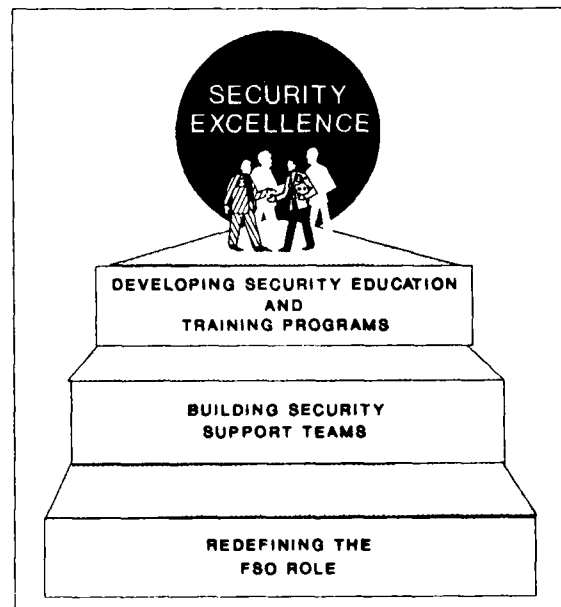 SECURITY
EXCELLENCE
DEVELOPING SECURITY EDUCATION
AND
TRAINING PROGRAMS
BUILDING SECURITY
SUPPORT TEAMS
REDEFINING THE
FSO ROLE